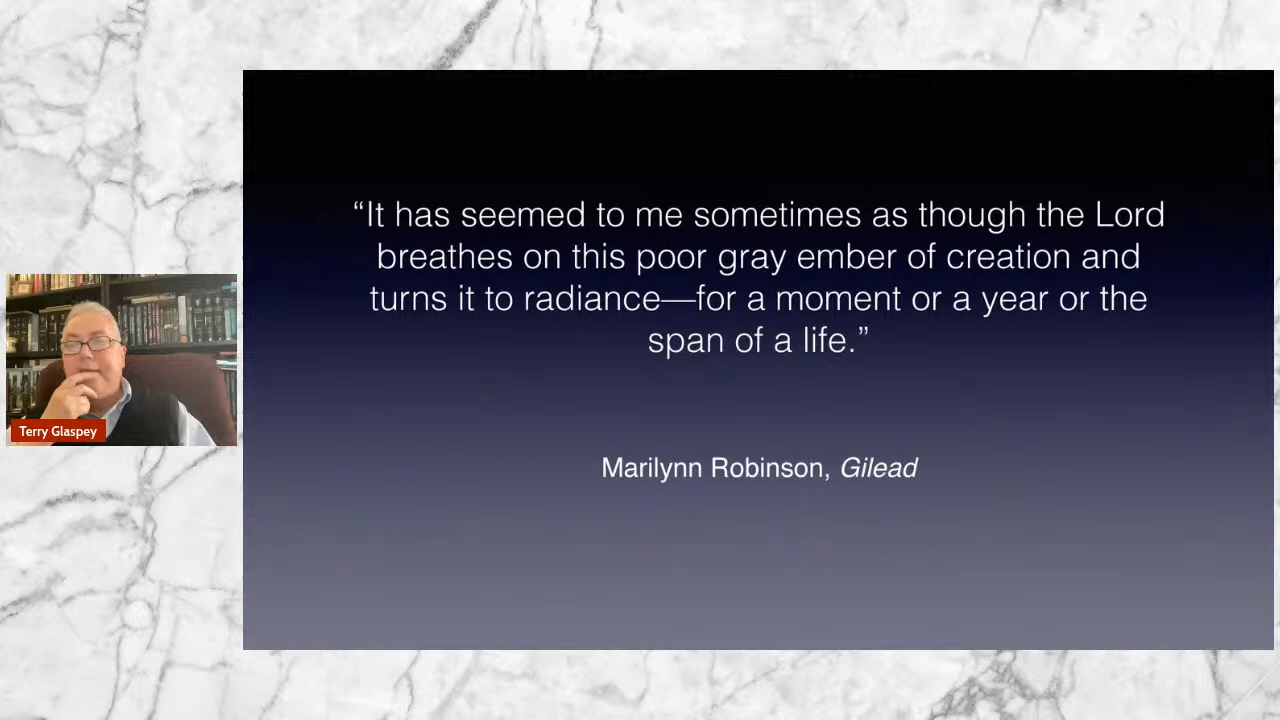 “It has seemed to me sometimes as though the Lord
breathes on this poor gray ember of creation and
turns it to radiance—for a moment or a year or the
span of a life.”
Marilynn Robinson, Gilead
Terry Glaspey